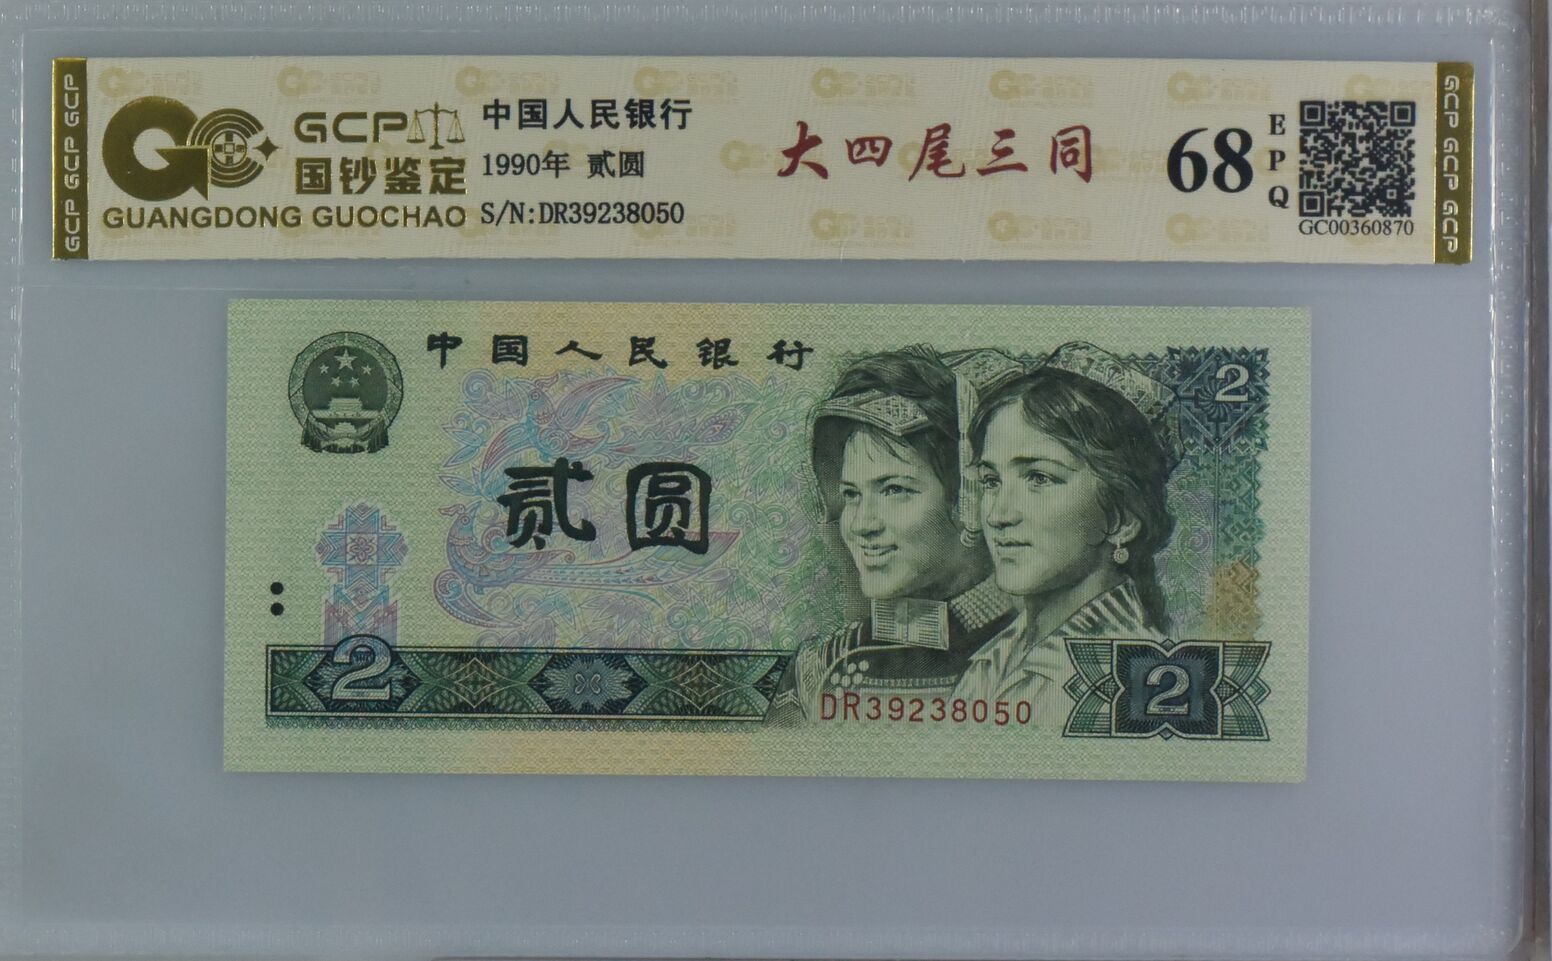 GCP
国钞鉴定
GUANGDONG GUOCHAO
中国人民银行
1990年 贰圆
S/N:DR39238050
大四尾三同
68
EPQ
GC00360870
GCP GCP GCP
GCP GCP GCP
中国人民银行
2
贰圆
2
DR39238050
2